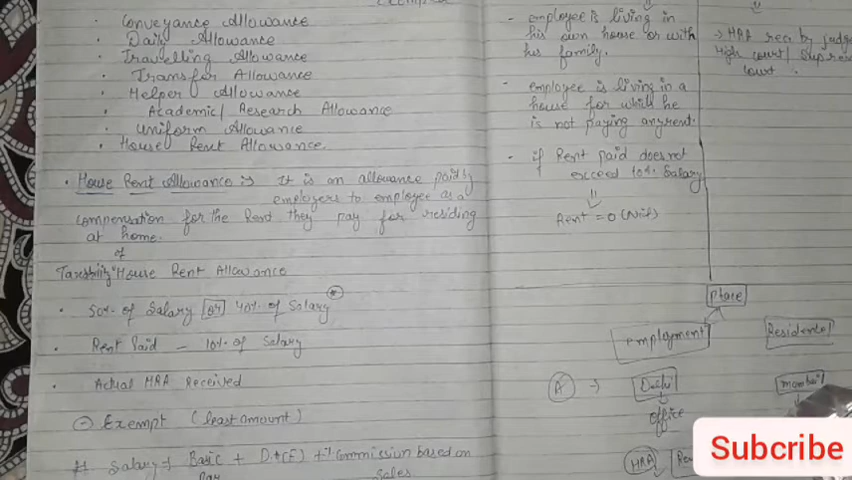 Conveyance Allowance
Daily Allowance
Travelling Allowance
Transfer Allowance
Helper Allowance
Academic/ Research Allowance
Uniform Allowance
House Rent Allowance
House Rent Allowance :- It is an allowance paid by
employers to employee as a
compensation for the Rent they pay for residing
at home.
of
Taxability House Rent Allowance
50% of Salary or 40% of Salary *
Rent Paid - 10% of Salary
Actual HRA Received
(-) Exempt (least amount)
# Salary → Basic + D.A(F) + % Commission based on
Pay Sales
- employee is living in
his own house or with
his family.
- employee is living in a
house for which he
is not paying any rent.
- if Rent paid does not
exceed 10% Salary
Rent = 0 (Nil)
→ HRA rec. by judge
High court/ Supreme
court.
Place
employment Residental
A → Delhi Mumbai
office
HRA
Subcribe